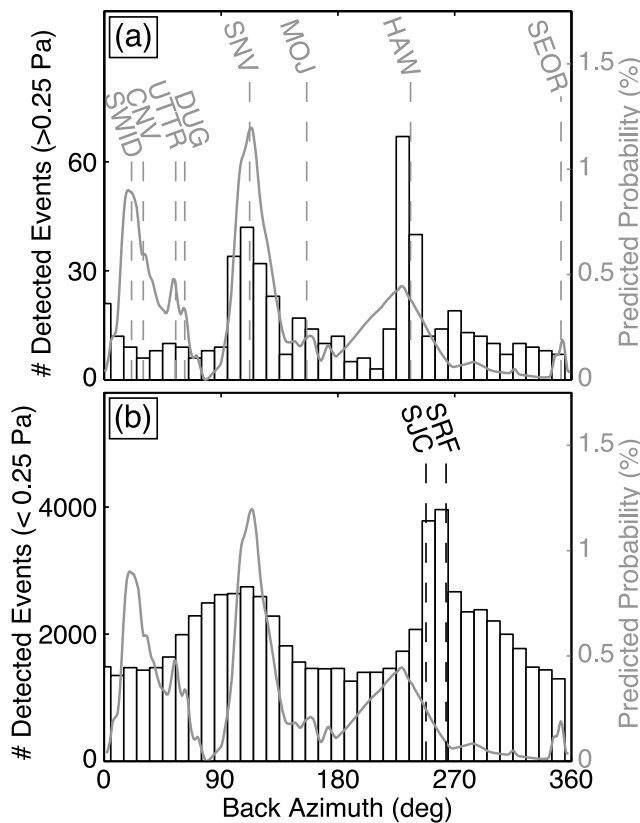 (a)
SWID
CNV
UTTR
DUG
SNV
MOJ
HAW
SEOR
# Detected Events (>0.25 Pa)
60
30
0
Predicted Probability (%)
1.5
1
0.5
0
(b)
SJC
SRF
# Detected Events (< 0.25 Pa)
4000
2000
0
Predicted Probability (%)
1.5
1
0.5
0
0 90 180 270 360
Back Azimuth (deg)